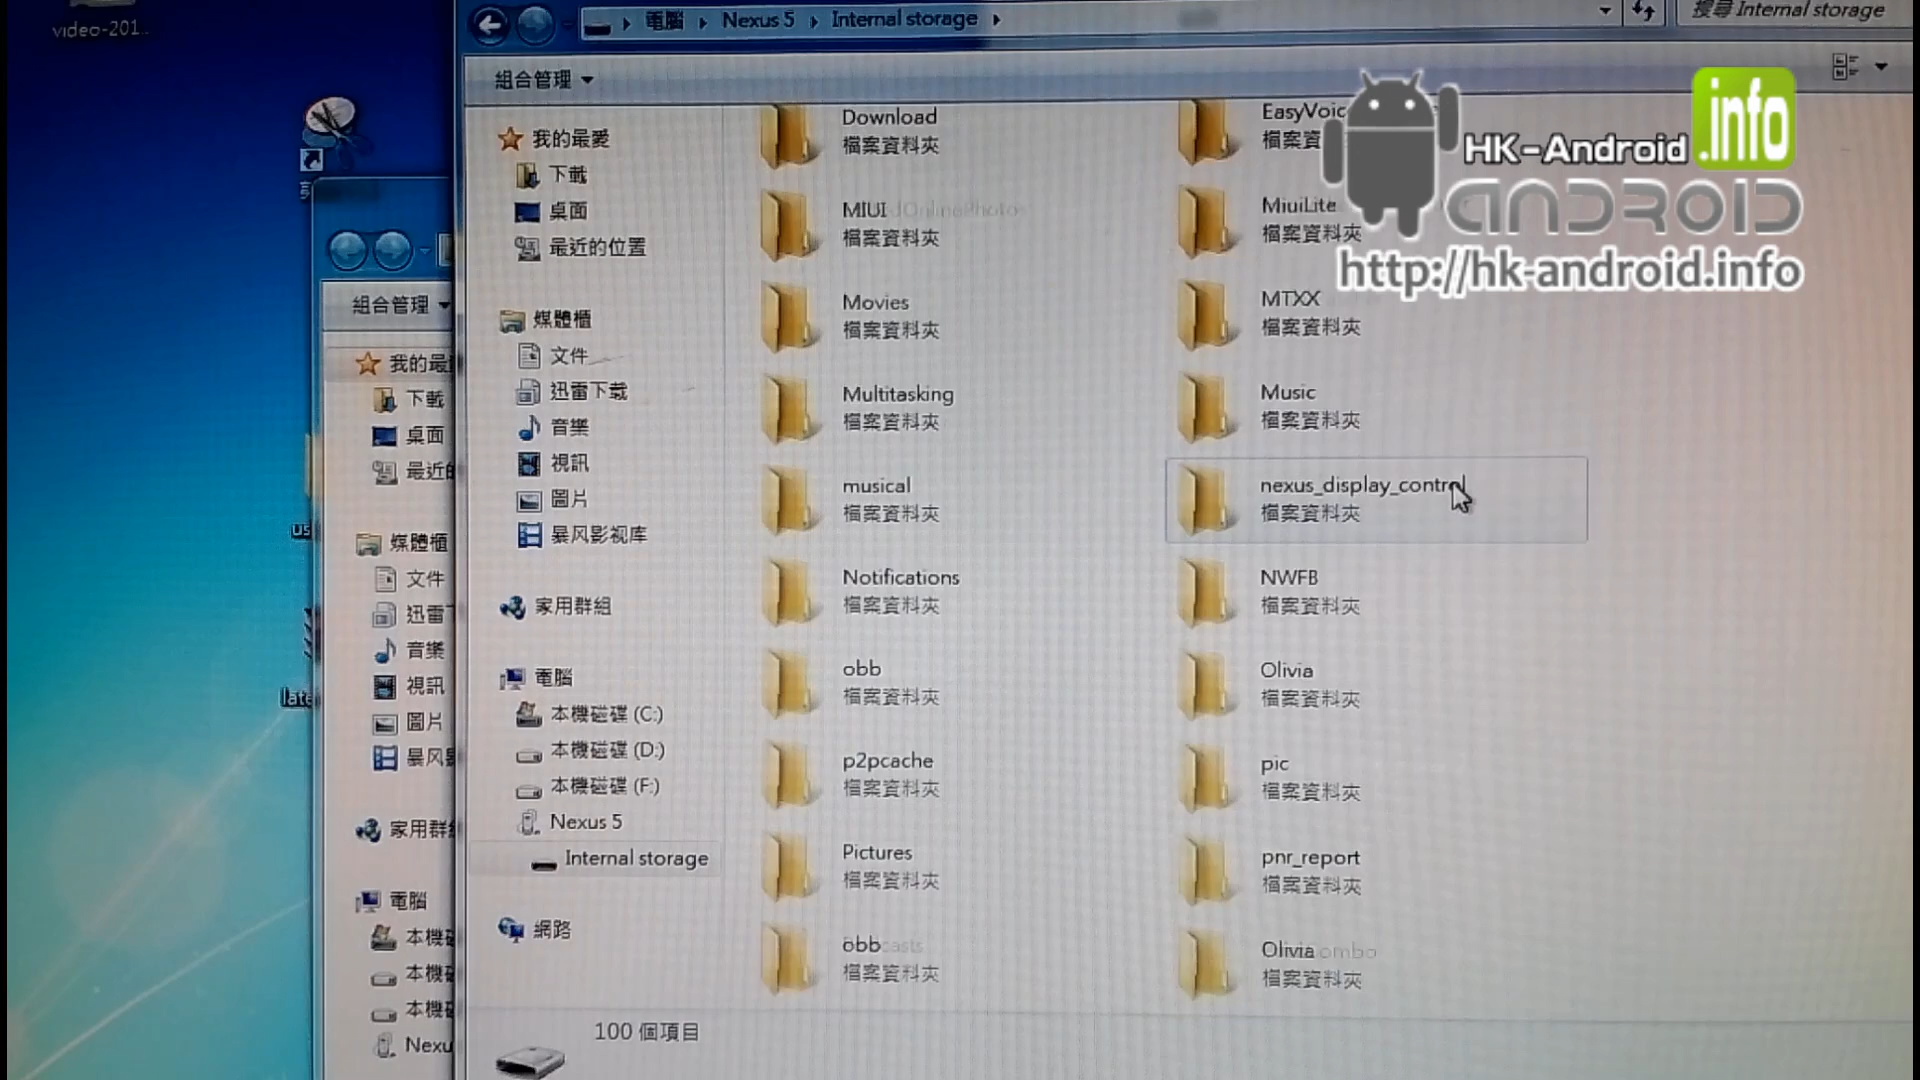 video-201..
電腦 Nexus 5 Internal storage
搜尋 Internal storage
組合管理
我的最愛
下載
桌面
最近的位置
媒體櫃
文件
迅雷下载
音樂
視訊
圖片
暴风影视库
家用群組
電腦
本機磁碟 (C:)
本機磁碟 (D:)
本機磁碟 (F:)
Nexus 5
Internal storage
網路
Download
檔案資料夾
EasyVoic
檔案資
MIUI
檔案資料夾
MiuiLite
檔案資料夾
Movies
檔案資料夾
MTXX
檔案資料夾
Multitasking
檔案資料夾
Music
檔案資料夾
musical
檔案資料夾
nexus_display_control
檔案資料夾
Notifications
檔案資料夾
NWFB
檔案資料夾
obb
檔案資料夾
Olivia
檔案資料夾
p2pcache
檔案資料夾
pic
檔案資料夾
Pictures
檔案資料夾
pnr_report
檔案資料夾
obb
檔案資料夾
Olivia
檔案資料夾
100 個項目
HK-Android .info
ANDROID
http://hk-android.info
組合管理
我的最
下載
桌面
最近
媒體櫃
文件
迅雷
音樂
視訊
圖片
暴风
家用群
電腦
本機
本機
本機
Nexu
us
late